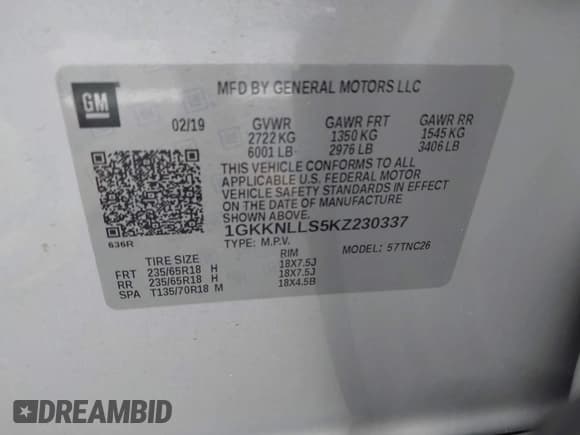 GM
MFD BY GENERAL MOTORS LLC
02/19 GVWR GAWR FRT GAWR RR
2722 KG 1350 KG 1545 KG
6001 LB 2976 LB 3406 LB
THIS VEHICLE CONFORMS TO ALL
APPLICABLE U.S. FEDERAL MOTOR
VEHICLE SAFETY STANDARDS IN EFFECT
ON THE DATE OF MANUFACTURE
SHOWN ABOVE.
636R
1GKKNLLS5KZ230337
TYPE: M.P.V. MODEL: 57TNC26
TIRE SIZE RIM
FRT 235/65R18 H 18X7.5J
RR 235/65R18 H 18X7.5J
SPA T135/70R18 M 18X4.5B
DREAMBID